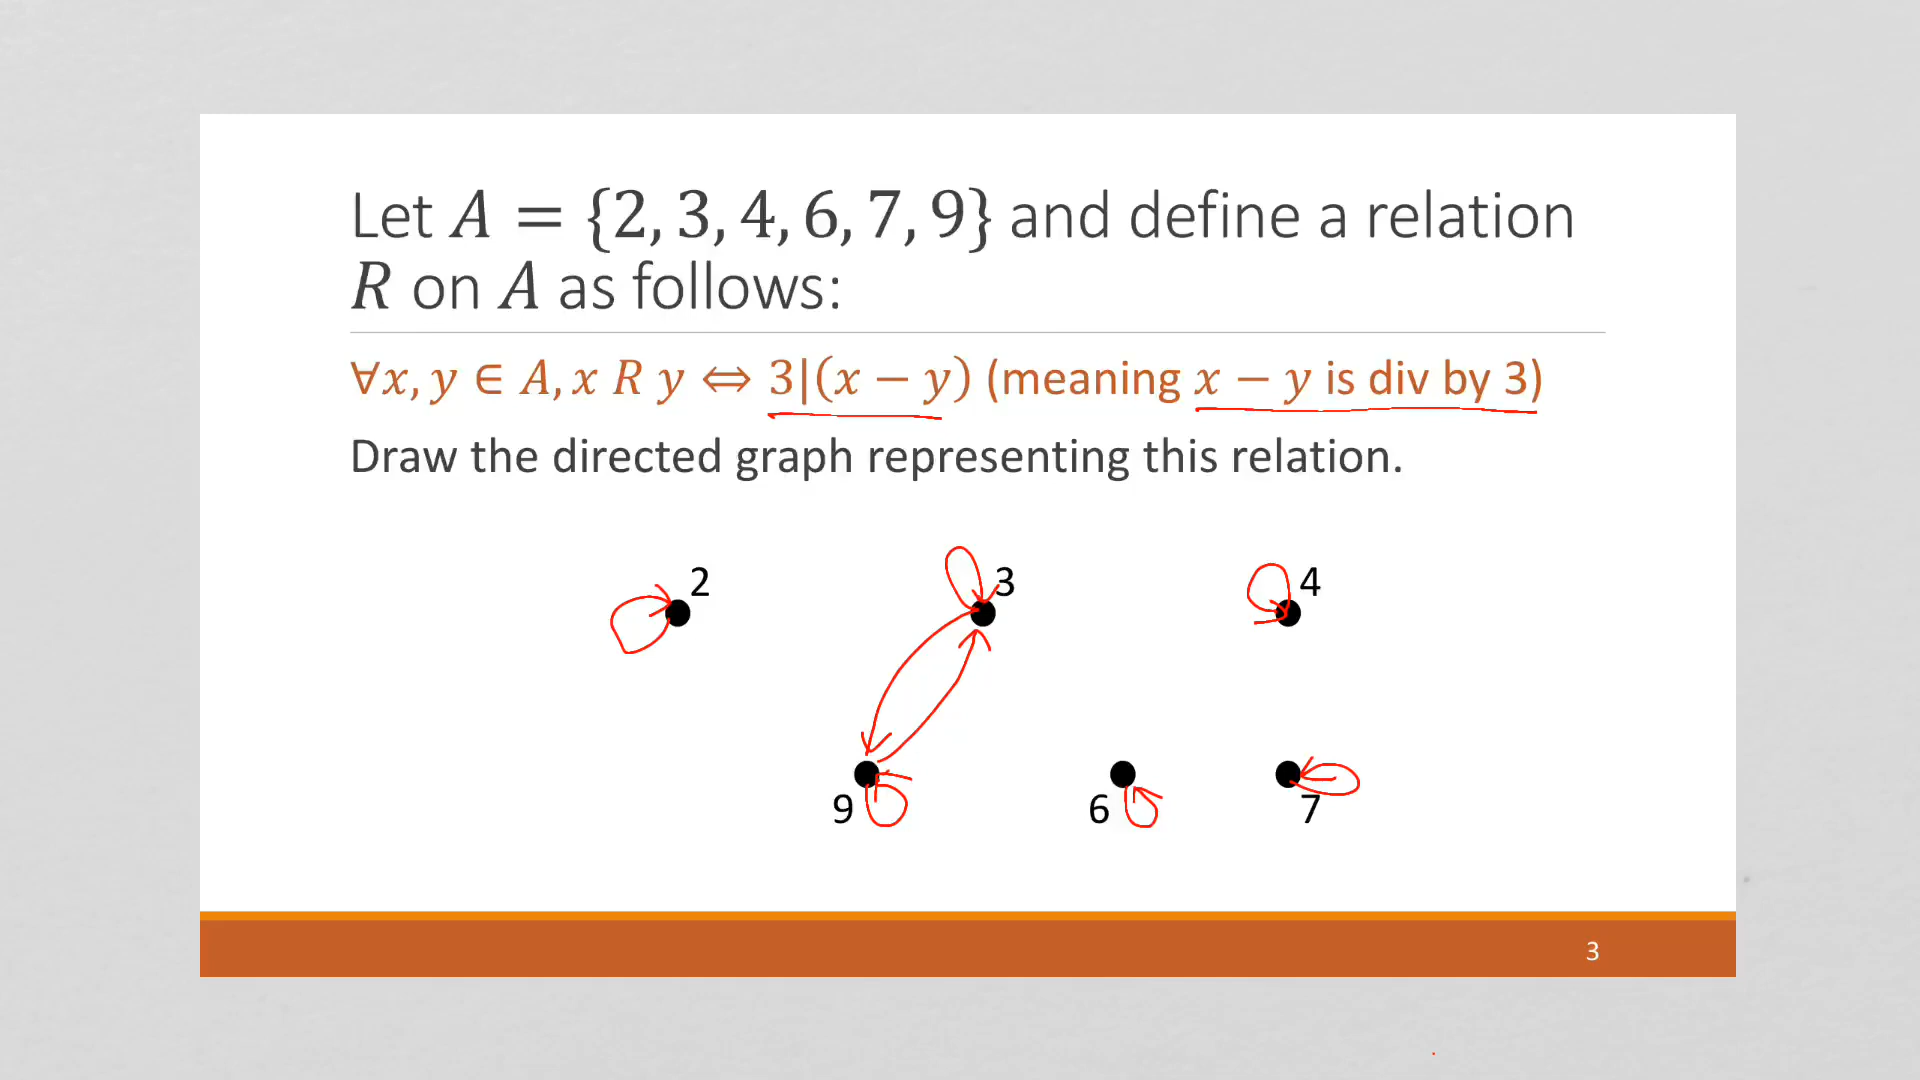 Let A = {2, 3, 4, 6, 7, 9} and define a relation
R on A as follows:
∀x, y ∈ A, x R y ⇔ 3|(x − y) (meaning x − y is div by 3)
Draw the directed graph representing this relation.
2
3
4
9
6
7
3